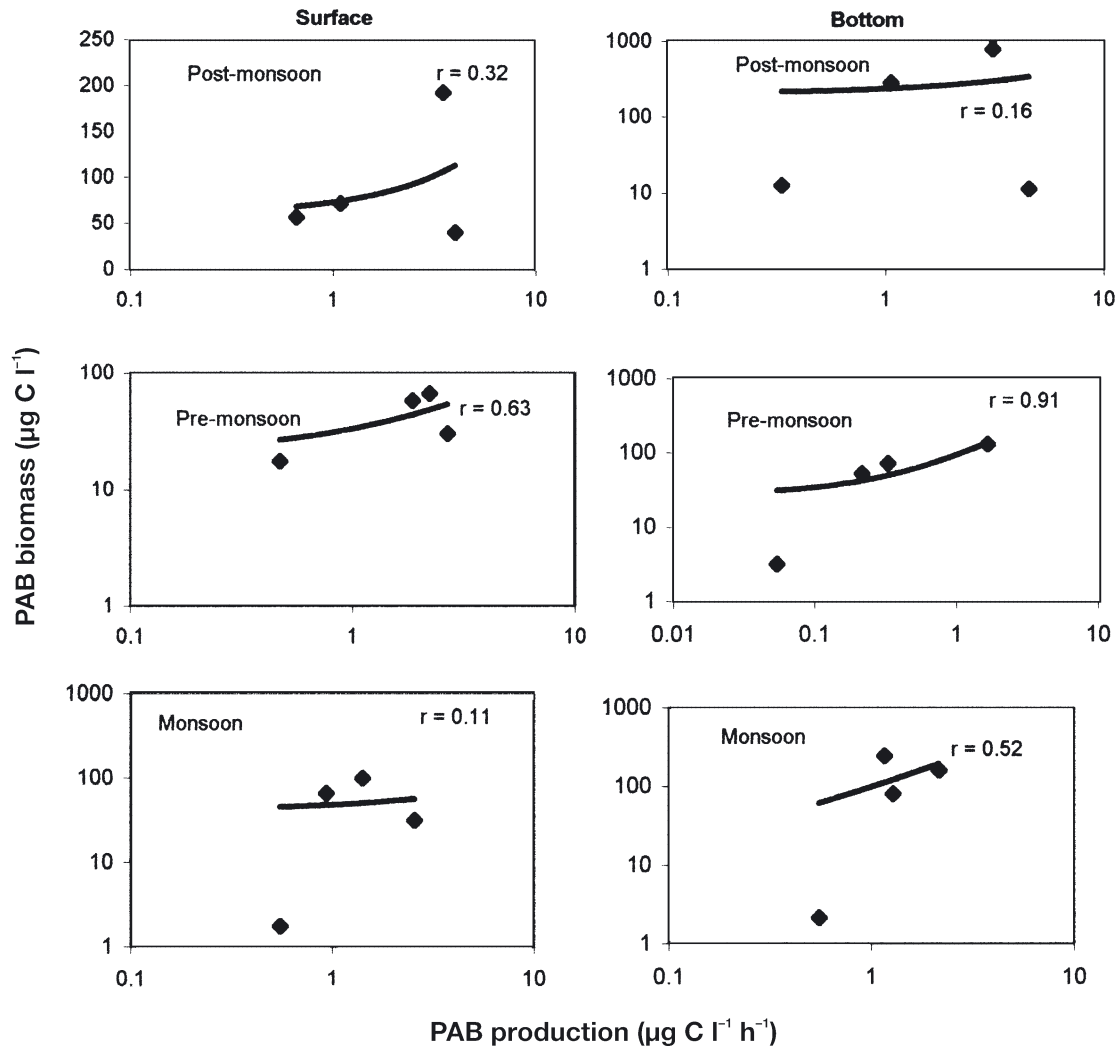 Surface
Bottom
250
200
150
100
50
0
Post-monsoon
r = 0.32
0.1
1
10
1000
100
10
1
Post-monsoon
r = 0.16
0.1
1
10
PAB biomass (µg C l⁻¹)
100
10
1
Pre-monsoon
r = 0.63
0.1
1
10
1000
100
10
1
Pre-monsoon
r = 0.91
0.01
0.1
1
10
1000
100
10
1
Monsoon
r = 0.11
0.1
1
10
1000
100
10
1
Monsoon
r = 0.52
0.1
1
10
PAB production (µg C l⁻¹ h⁻¹)